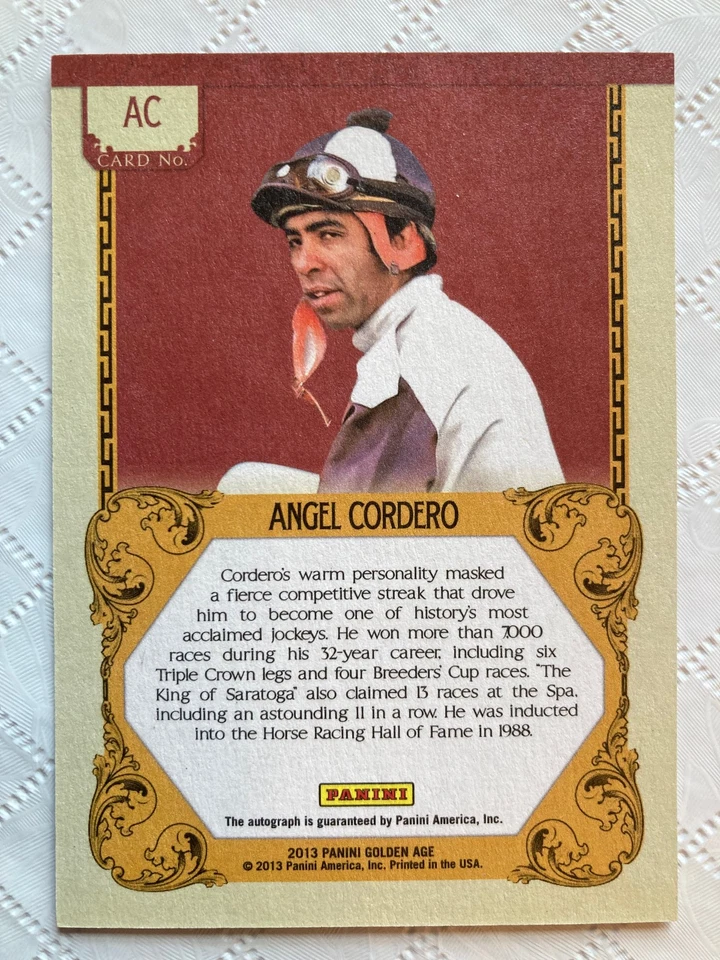 AC
CARD No.
ANGEL CORDERO
Cordero's warm personality masked
a fierce competitive streak that drove
him to become one of history's most
acclaimed jockeys. He won more than 7,000
races during his 32-year career, including six
Triple Crown legs and four Breeders' Cup races. "The
King of Saratoga" also claimed 13 races at the Spa,
including an astounding 11 in a row. He was inducted
into the Horse Racing Hall of Fame in 1988.
PANINI
The autograph is guaranteed by Panini America, Inc.
2013 PANINI GOLDEN AGE
© 2013 Panini America, Inc. Printed in the USA.